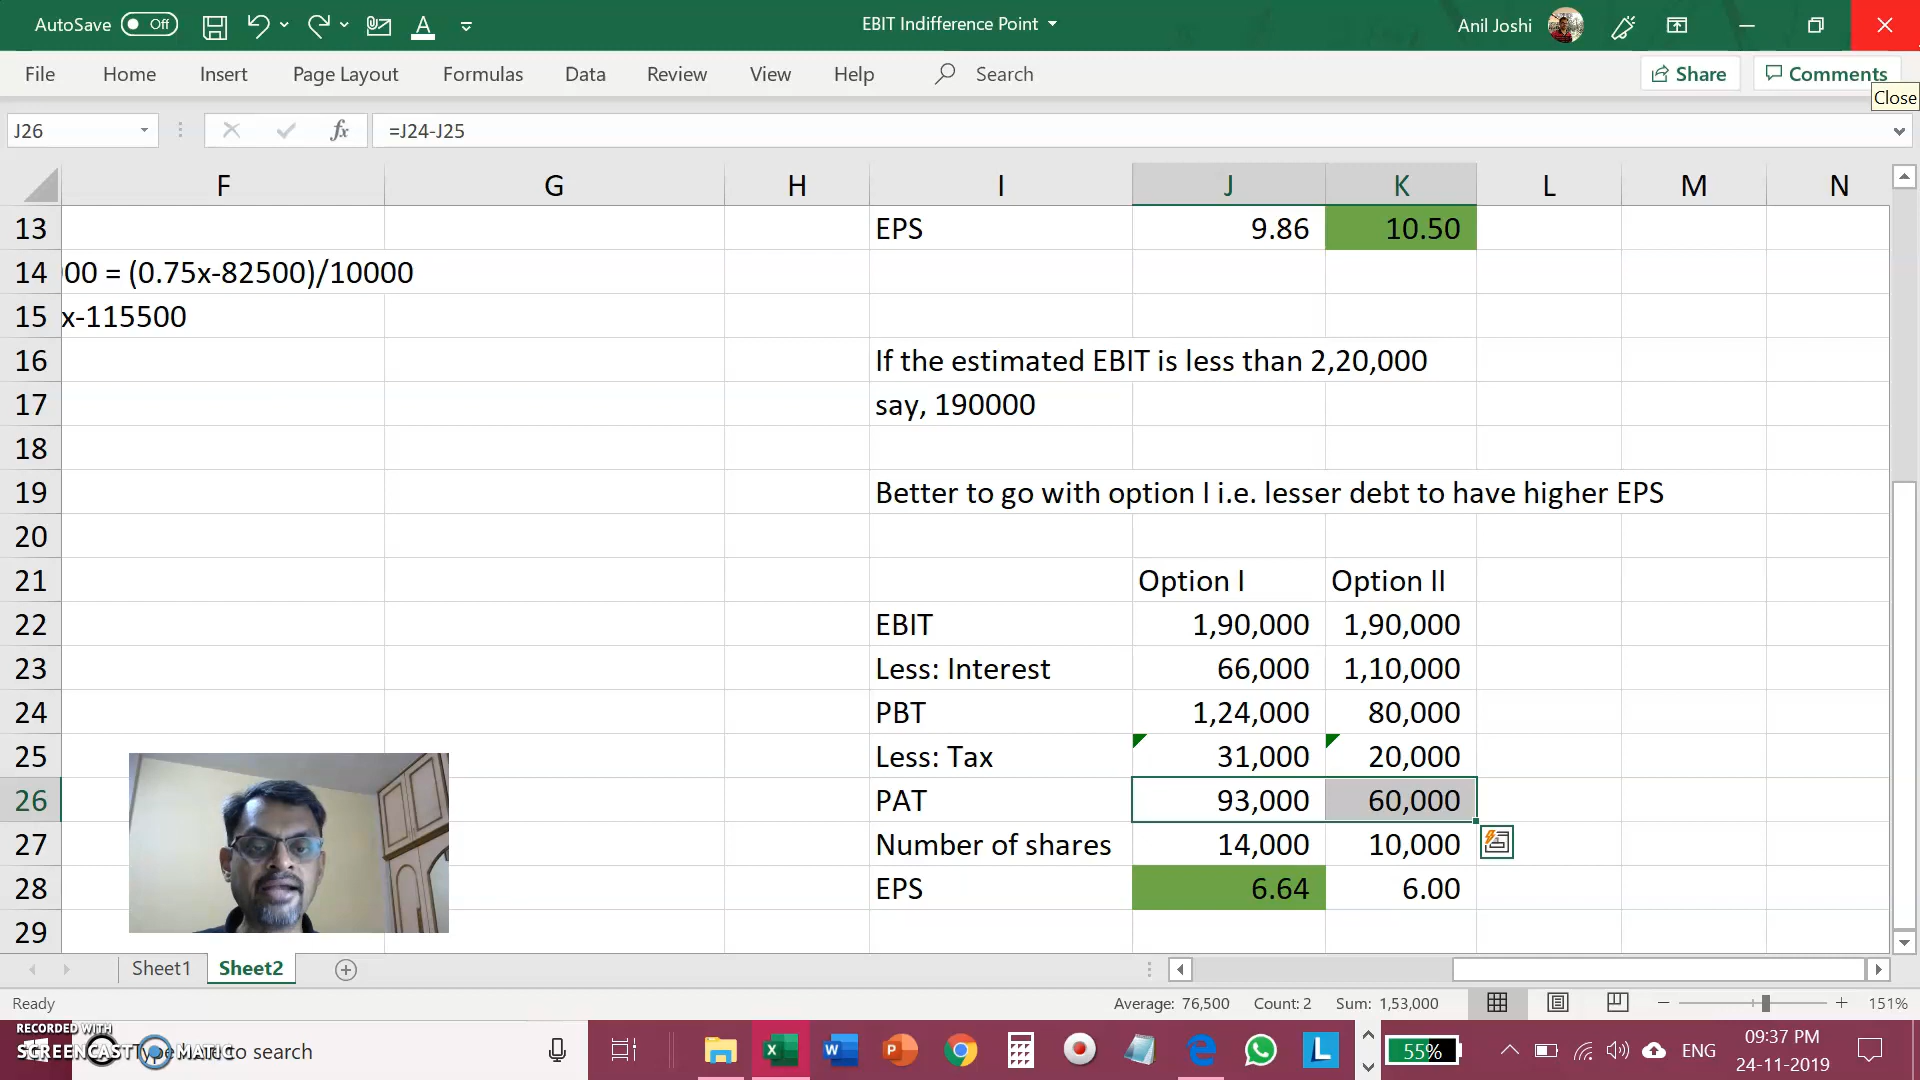 AutoSave Off
EBIT Indifference Point
Anil Joshi
File Home Insert Page Layout Formulas Data Review View Help Search
Share Comments
Close
J26 fx =J24-J25
F G H I J K L M N
13 EPS 9.86 10.50
14 00 = (0.75x-82500)/10000
15 x-115500
16 If the estimated EBIT is less than 2,20,000
17 say, 190000
18
19 Better to go with option I i.e. lesser debt to have higher EPS
20
21 Option I Option II
22 EBIT 1,90,000 1,90,000
23 Less: Interest 66,000 1,10,000
24 PBT 1,24,000 80,000
25 Less: Tax 31,000 20,000
26 PAT 93,000 60,000
27 Number of shares 14,000 10,000
28 EPS 6.64 6.00
29
Sheet1 Sheet2
Ready Average: 76,500 Count: 2 Sum: 1,53,000 151%
RECORDED WITH
SCREENCAST MATIC
to search
55%
ENG
09:37 PM
24-11-2019